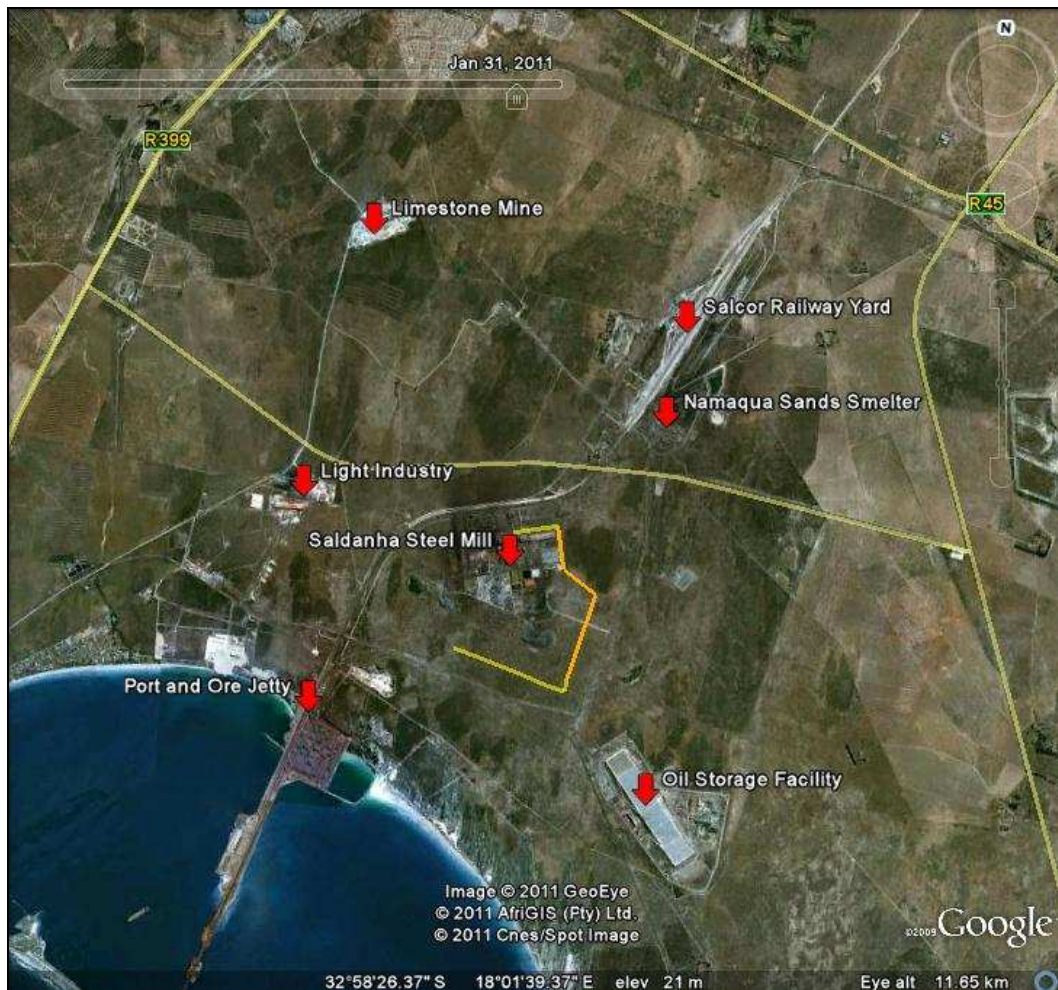 N
Jan 31, 2011
R399
Limestone Mine
R45
Salcor Railway Yard
Namaqua Sands Smelter
Light Industry
Saldanha Steel Mill
Port and Ore Jetty
Oil Storage Facility
Image © 2011 GeoEye
© 2011 AfriGIS (Pty) Ltd.
© 2011 Cnes/Spot Image
©2009 Google
32°58'26.37" S 18°01'39.37" E elev 21 m Eye alt 11.65 km